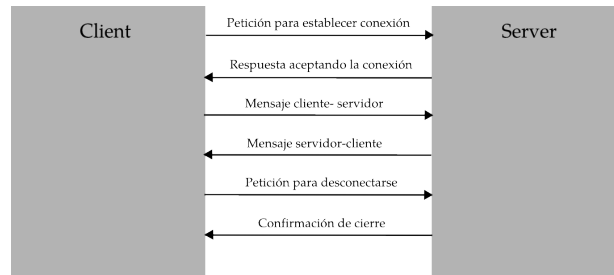 Client
Server
Petición para establecer conexión
Respuesta aceptando la conexión
Mensaje cliente- servidor
Mensaje servidor-cliente
Petición para desconectarse
Confirmación de cierre